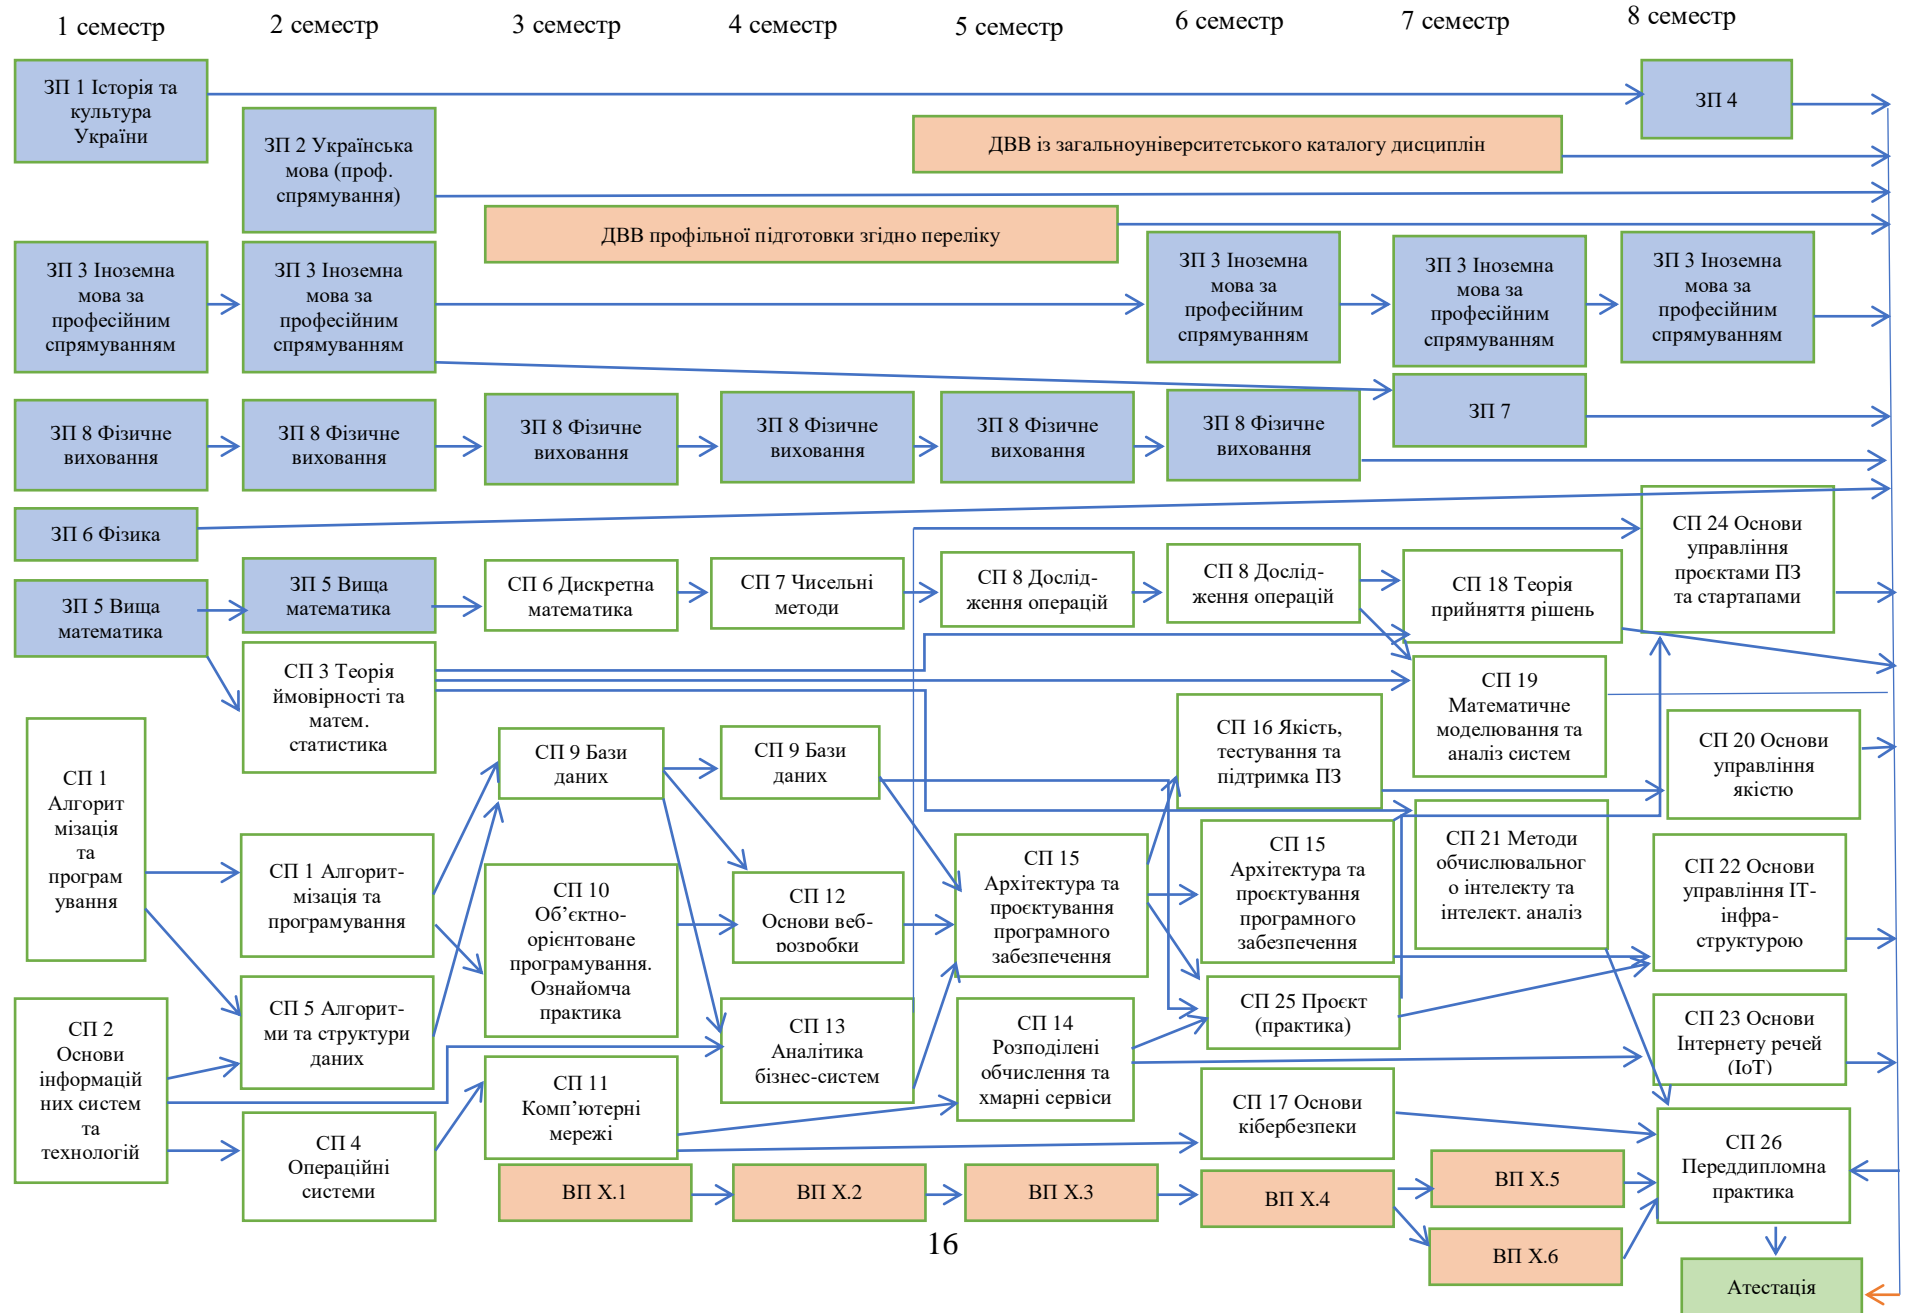 1 семестр
2 семестр
3 семестр
4 семестр
5 семестр
6 семестр
7 семестр
8 семестр
ЗП 1 Історія та
культура
України
ЗП 4
ЗП 2 Українська
мова (проф.
спрямування)
ДВВ із загальноуніверситетського каталогу дисциплін
ДВВ профільної підготовки згідно переліку
ЗП 3 Іноземна
мова за
професійним
спрямуванням
ЗП 3 Іноземна
мова за
професійним
спрямуванням
ЗП 3 Іноземна
мова за
професійним
спрямуванням
ЗП 3 Іноземна
мова за
професійним
спрямуванням
ЗП 3 Іноземна
мова за
професійним
спрямуванням
ЗП 7
ЗП 8 Фізичне
виховання
ЗП 8 Фізичне
виховання
ЗП 8 Фізичне
виховання
ЗП 8 Фізичне
виховання
ЗП 8 Фізичне
виховання
ЗП 8 Фізичне
виховання
ЗП 6 Фізика
СП 24 Основи
управління
проєктами ПЗ
та стартапами
ЗП 5 Вища
математика
ЗП 5 Вища
математика
СП 6 Дискретна
математика
СП 7 Чисельні
методи
СП 8 Дослід-
ження операцій
СП 8 Дослід-
ження операцій
СП 18 Теорія
прийняття рішень
СП 3 Теорія
ймовірності та
матем.
статистика
СП 19
Математичне
моделювання та
аналіз систем
СП 1
Алгорит
мізація
та
програм
ування
СП 9 Бази
даних
СП 9 Бази
даних
СП 16 Якість,
тестування та
підтримка ПЗ
СП 20 Основи
управління
якістю
СП 1 Алгорит-
мізація та
програмування
СП 10
Об’єктно-
орієнтоване
програмування.
Ознайомча
практика
СП 12
Основи веб-
розробки
СП 15
Архітектура та
проєктування
програмного
забезпечення
СП 15
Архітектура та
проєктування
програмного
забезпечення
СП 21 Методи
обчислювальног
о інтелекту та
інтелект. аналіз
СП 22 Основи
управління ІТ-
інфра-
структурою
СП 2
Основи
інформацій
них систем
та
технологій
СП 5 Алгорит-
ми та структури
даних
СП 13
Аналітика
бізнес-систем
СП 14
Розподілені
обчислення та
хмарні сервіси
СП 25 Проєкт
(практика)
СП 23 Основи
Інтернету речей
(ІоТ)
СП 4
Операційні
системи
СП 11
Комп’ютерні
мережі
СП 17 Основи
кібербезпеки
СП 26
Переддипломна
практика
ВП Х.1
ВП Х.2
ВП Х.3
ВП Х.4
ВП Х.5
ВП Х.6
16
Атестація